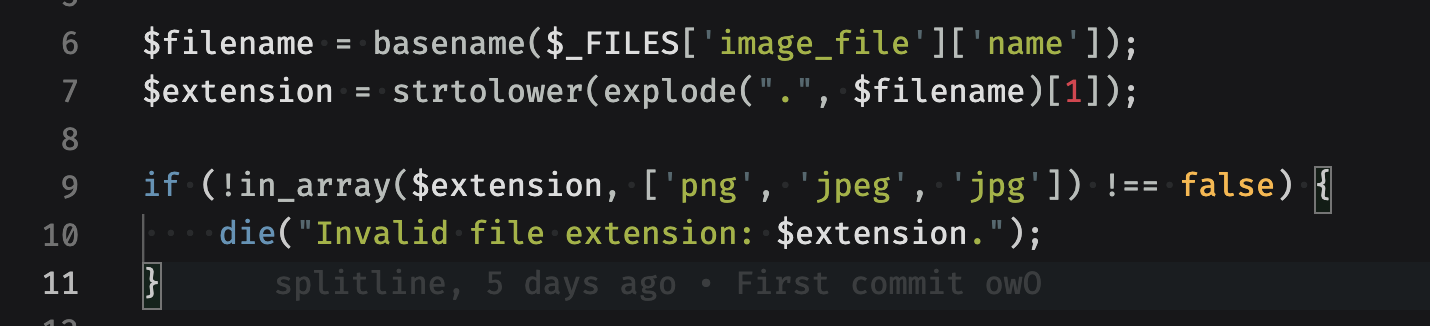 6 $filename = basename($_FILES['image_file']['name']);
7 $extension = strtolower(explode(".", $filename)[1]);
8
9 if (!in_array($extension, ['png', 'jpeg', 'jpg']) !== false) {
10     die("Invalid file extension: $extension.");
11 }      splitline, 5 days ago • First commit owO